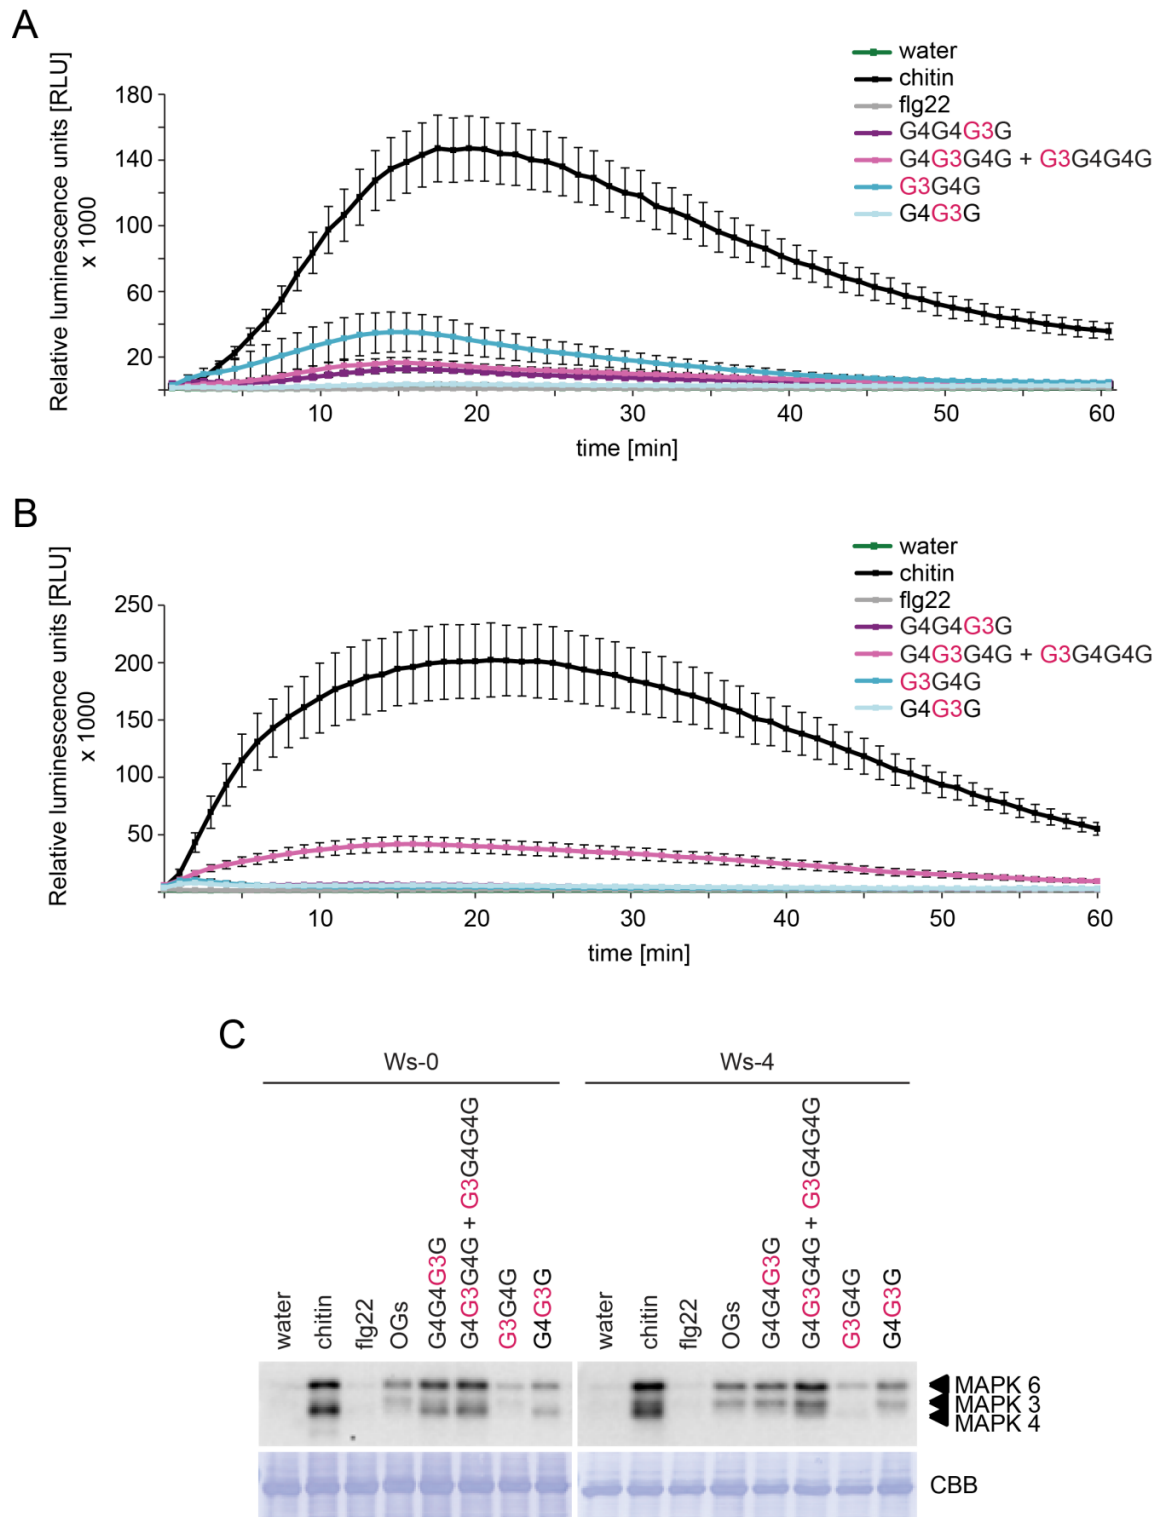 A
Relative luminescence units [RLU]
x 1000
180
140
100
60
20
10
20
30
40
50
60
time [min]
water
chitin
flg22
G4G4G3G
G4G3G4G + G3G4G4G
G3G4G
G4G3G
B
Relative luminescence units [RLU]
x 1000
250
200
150
100
50
10
20
30
40
50
60
time [min]
water
chitin
flg22
G4G4G3G
G4G3G4G + G3G4G4G
G3G4G
G4G3G
C
Ws-0
Ws-4
water
chitin
flg22
OGs
G4G4G3G
G4G3G4G + G3G4G4G
G3G4G
G4G3G
water
chitin
flg22
OGs
G4G4G3G
G4G3G4G + G3G4G4G
G3G4G
G4G3G
MAPK 6
MAPK 3
MAPK 4
CBB